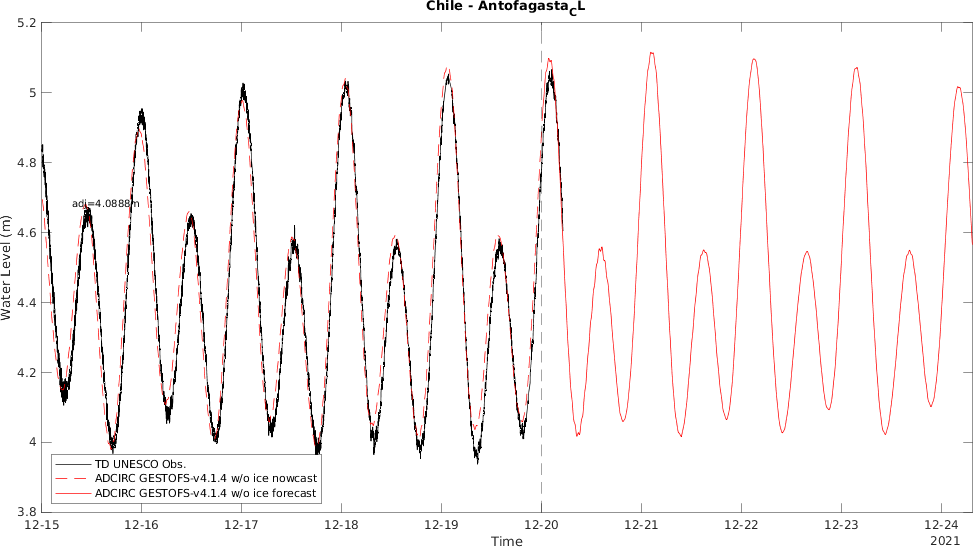 Chile - Antofagasta_CL
5.2
5
4.8
4.6
4.4
4.2
4
3.8
Water Level (m)
adj=4.0888m
TD UNESCO Obs.
ADCIRC GESTOFS-v4.1.4 w/o ice nowcast
ADCIRC GESTOFS-v4.1.4 w/o ice forecast
12-15 12-16 12-17 12-18 12-19 12-20 12-21 12-22 12-23 12-24
Time
2021